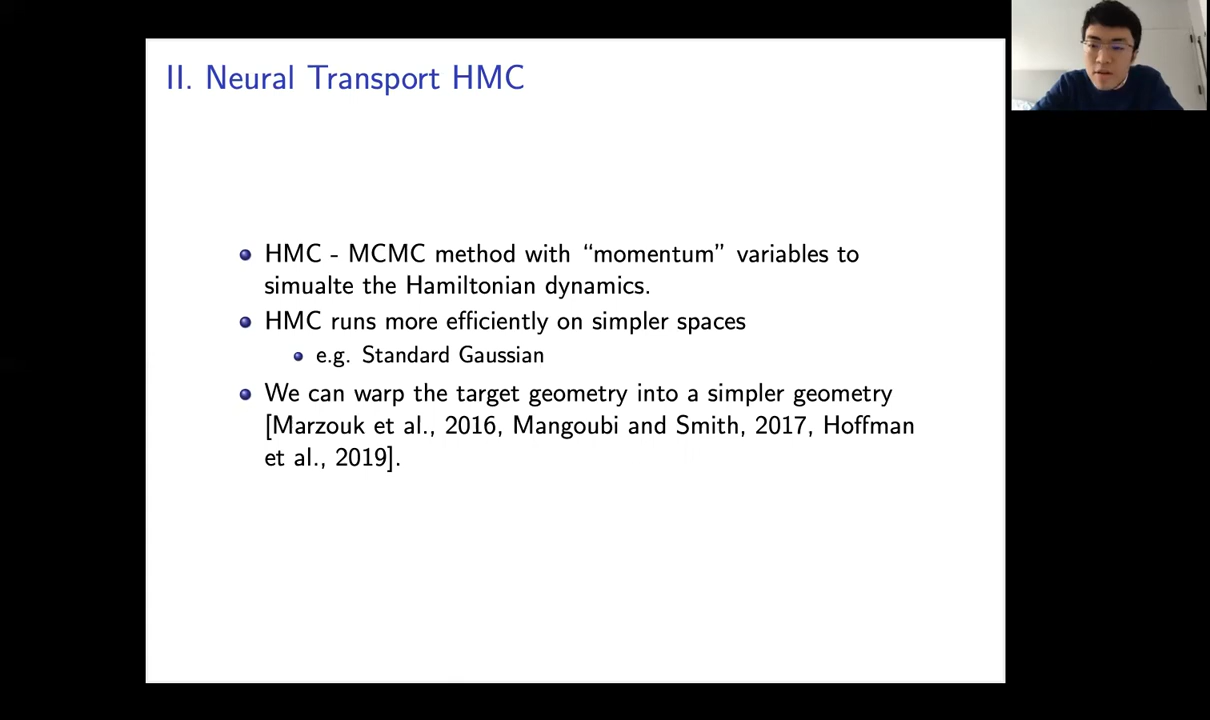 II. Neural Transport HMC
HMC - MCMC method with “momentum” variables to
simualte the Hamiltonian dynamics.
HMC runs more efficiently on simpler spaces
e.g. Standard Gaussian
We can warp the target geometry into a simpler geometry
[Marzouk et al., 2016, Mangoubi and Smith, 2017, Hoffman
et al., 2019].